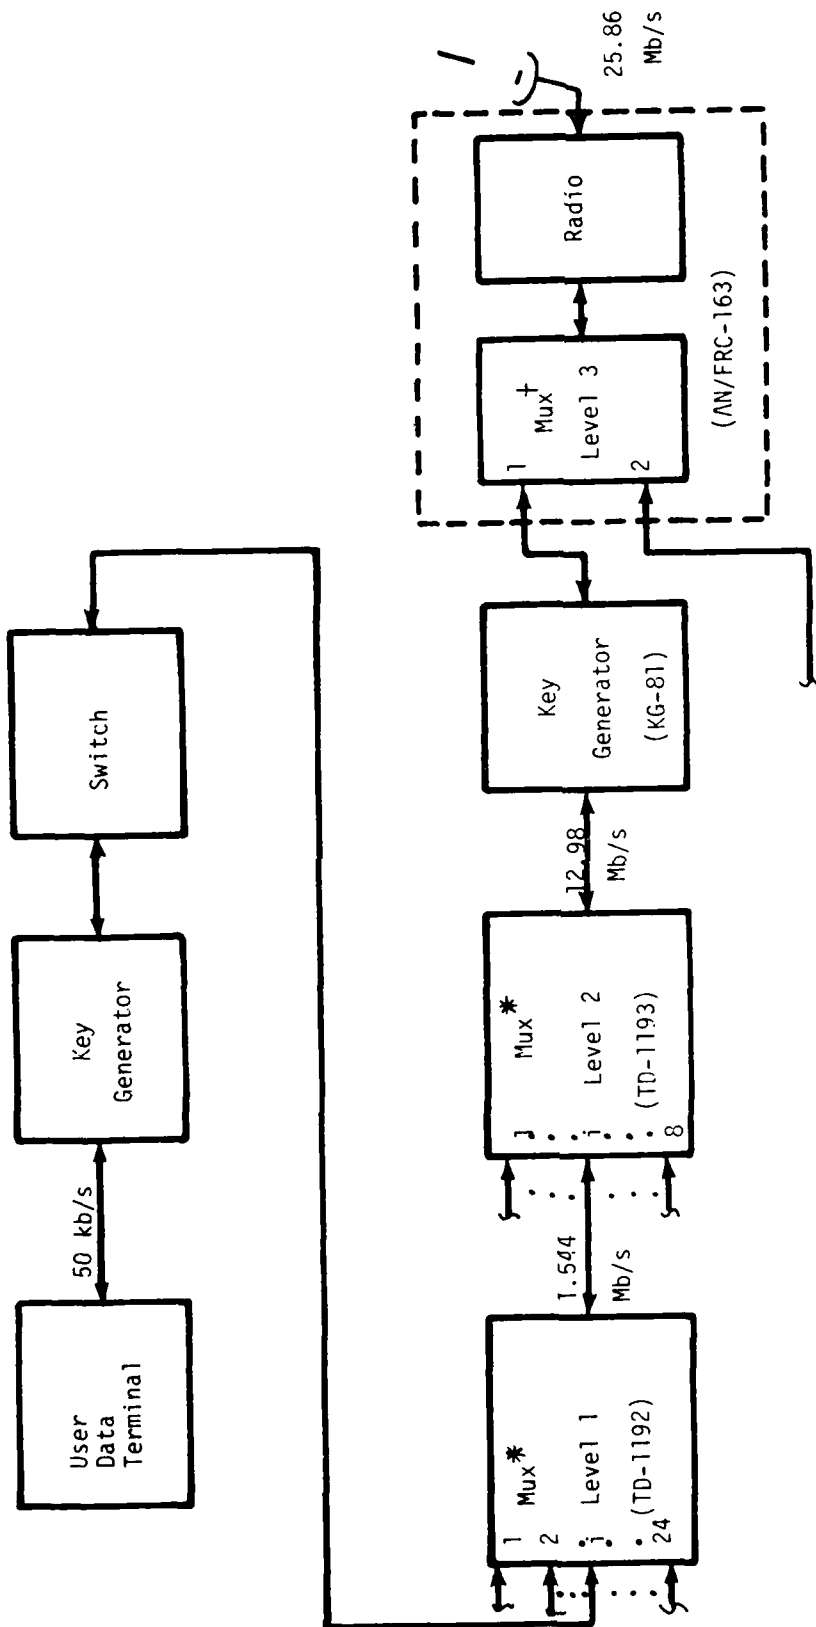 User
Data
Terminal
50 kb/s
Key
Generator
Switch
1
2
i
24
Mux*
Level 1
(TD-1192)
1.544
Mb/s
1
i
8
Mux*
Level 2
(TD-1193)
12.98
Mb/s
Key
Generator
(KG-81)
1
2
Mux†
Level 3
Radio
(AN/FRC-163)
25.86
Mb/s